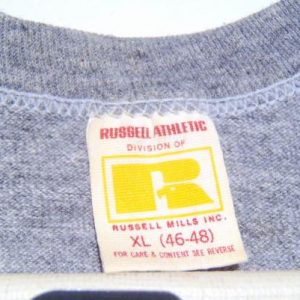 RUSSELL ATHLETIC
DIVISION OF
R
RUSSELL MILLS INC.
XL (46-48)
FOR CARE & CONTENT SEE REVERSE